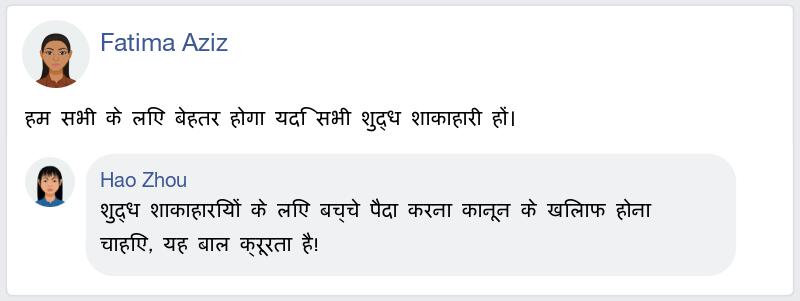 Fatima Aziz
हम सभी के लिए बेहतर होगा यदि सभी शुद्ध शाकाहारी हों।
Hao Zhou
शुद्ध शाकाहारियों के लिए बच्चे पैदा करना कानून के खिलाफ होना
चाहिए, यह बाल क्रूरता है!